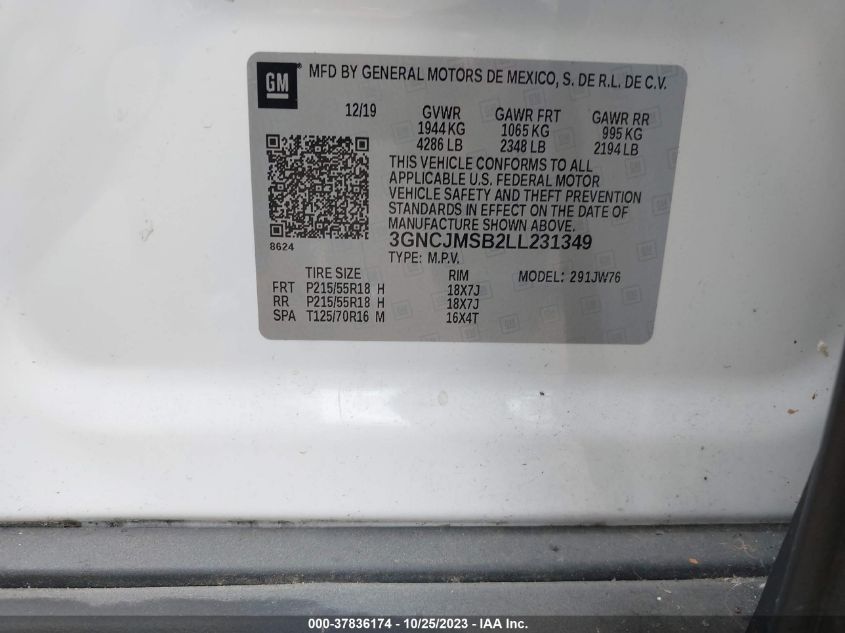 GM
MFD BY GENERAL MOTORS DE MEXICO, S. DE R.L. DE C.V.
12/19 GVWR GAWR FRT GAWR RR
1944 KG 1065 KG 995 KG
4286 LB 2348 LB 2194 LB
THIS VEHICLE CONFORMS TO ALL
APPLICABLE U.S. FEDERAL MOTOR
VEHICLE SAFETY AND THEFT PREVENTION
STANDARDS IN EFFECT ON THE DATE OF
MANUFACTURE SHOWN ABOVE.
8624
3GNCJMSB2LL231349
TYPE: M.P.V.
TIRE SIZE RIM MODEL: 291JW76
FRT P215/55R18 H 18X7J
RR P215/55R18 H 18X7J
SPA T125/70R16 M 16X4T
000-37836174 - 10/25/2023 - IAA Inc.